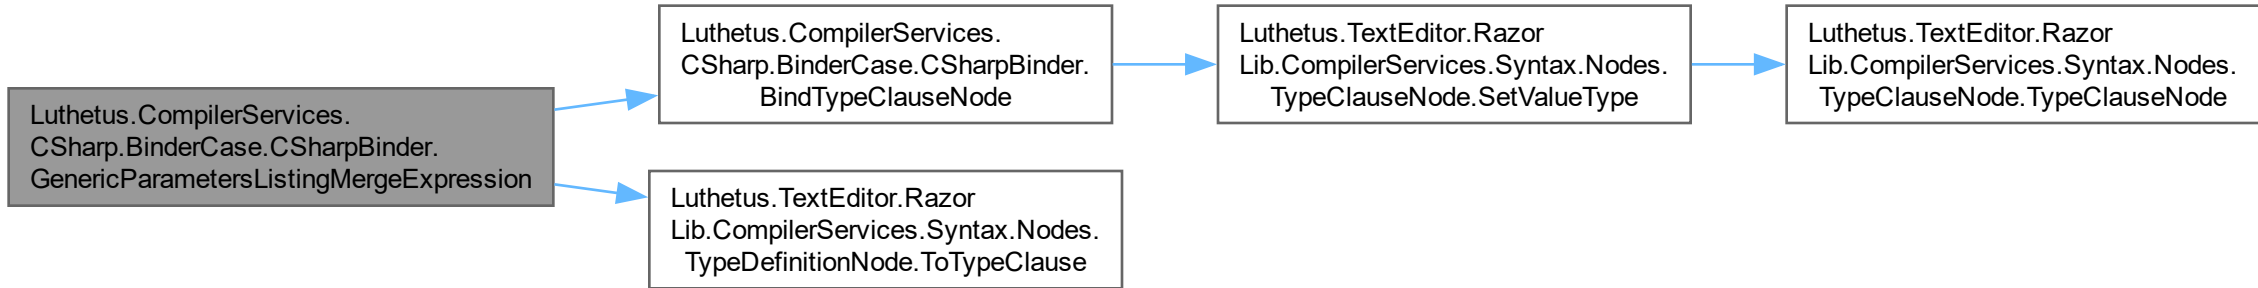 Luthetus.CompilerServices.
CSharp.BinderCase.CSharpBinder.
GenericParametersListingMergeExpression
Luthetus.CompilerServices.
CSharp.BinderCase.CSharpBinder.
BindTypeClauseNode
Luthetus.TextEditor.Razor
Lib.CompilerServices.Syntax.Nodes.
TypeClauseNode.SetValueType
Luthetus.TextEditor.Razor
Lib.CompilerServices.Syntax.Nodes.
TypeClauseNode.TypeClauseNode
Luthetus.TextEditor.Razor
Lib.CompilerServices.Syntax.Nodes.
TypeDefinitionNode.ToTypeClause